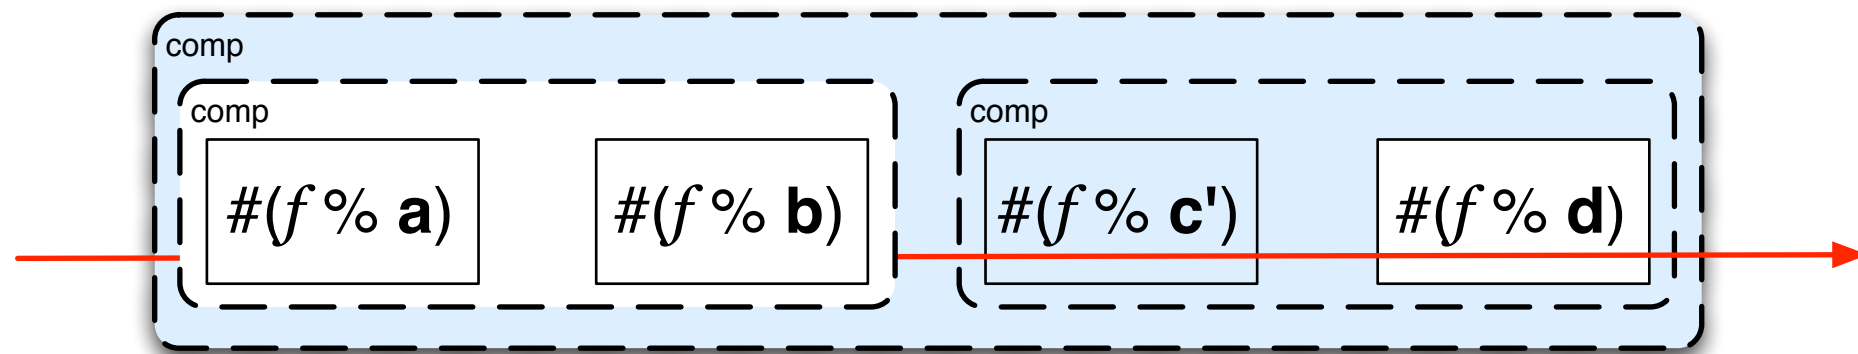 comp
comp comp
#(f % a) #(f % b) #(f % c') #(f % d)